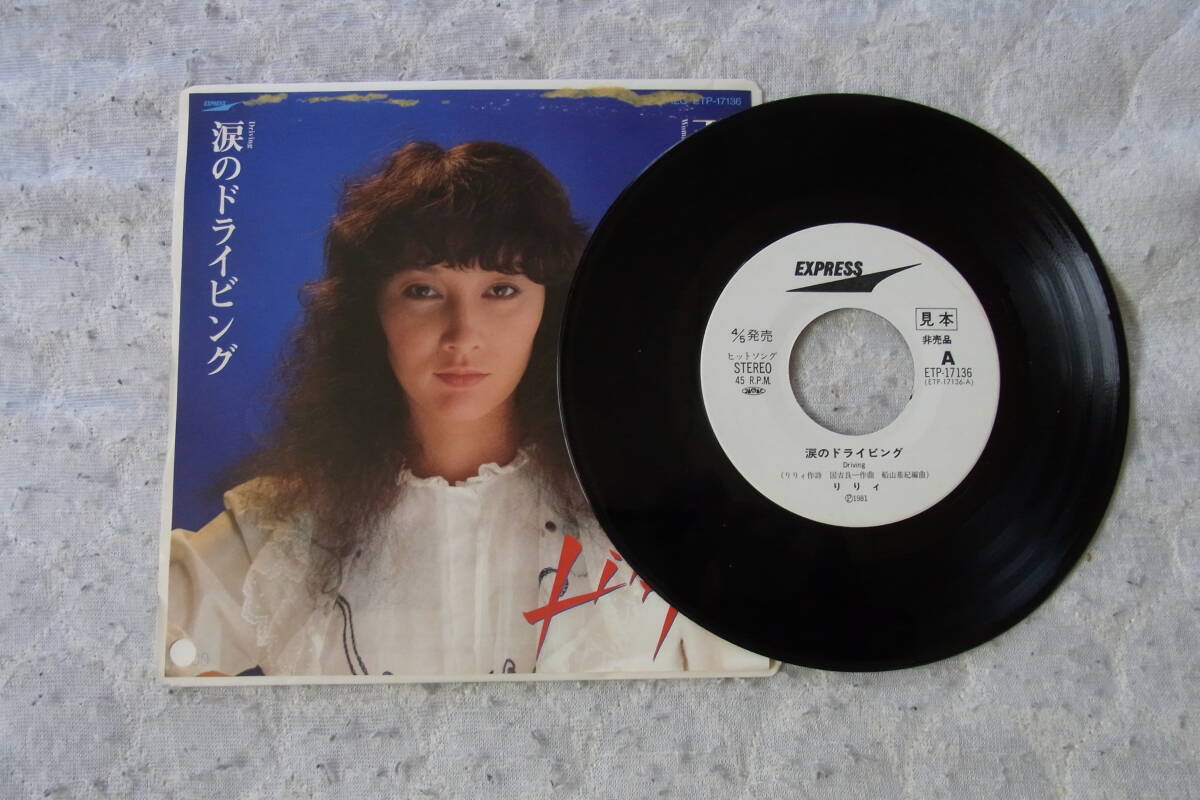 EXPRESS
ETP-17136
涙のドライビング
Driving
EXPRESS
4/5発売
見本
非売品
ヒットソング
STEREO
45 R.P.M.
A
ETP-17136
(ETP-17136-A)
涙のドライビング
Driving
(りりィ作詩 国吉良一作曲 船山基紀編曲)
りりィ
Ⓟ1981